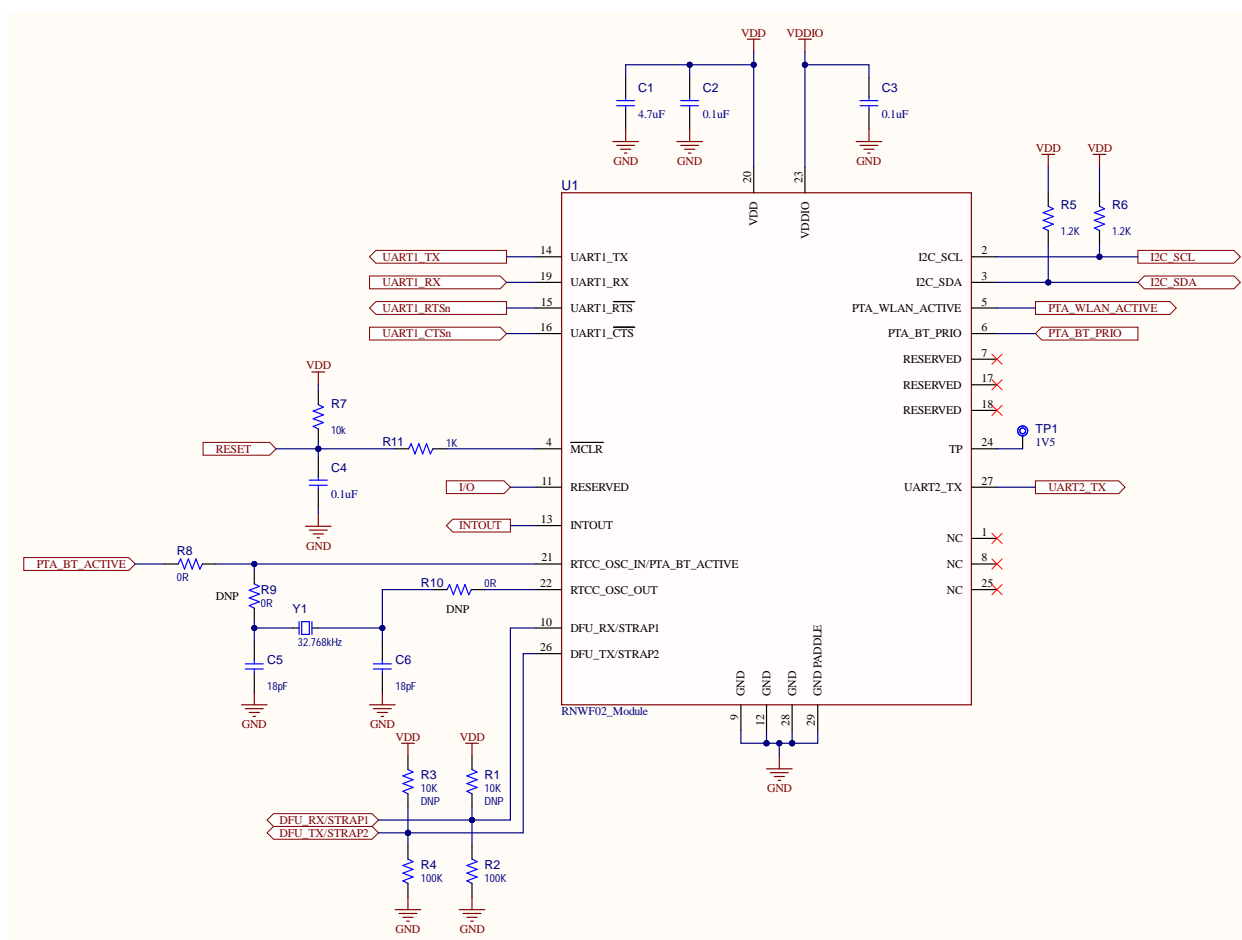 VDD
VDDIO
C1
4.7uF
C2
0.1uF
C3
0.1uF
GND
GND
GND
VDD
VDD
R5
1.2K
R6
1.2K
U1
20
23
VDD
VDDIO
UART1_TX
14
UART1_TX
I2C_SCL
2
I2C_SCL
UART1_RX
19
UART1_RX
I2C_SDA
3
I2C_SDA
UART1_RTSn
15
UART1_RTS
PTA_WLAN_ACTIVE
5
PTA_WLAN_ACTIVE
UART1_CTSn
16
UART1_CTS
PTA_BT_PRIO
6
PTA_BT_PRIO
RESERVED
7
RESERVED
17
RESERVED
18
VDD
R7
10k
RESET
R11
1K
4
MCLR
TP
24
TP1
1V5
C4
0.1uF
GND
I/O
11
RESERVED
UART2_TX
27
UART2_TX
INTOUT
13
INTOUT
NC
1
PTA_BT_ACTIVE
R8
0R
21
RTCC_OSC_IN/PTA_BT_ACTIVE
NC
8
DNP
R9
0R
R10
0R
DNP
22
RTCC_OSC_OUT
NC
25
Y1
32.768kHz
10
DFU_RX/STRAP1
26
DFU_TX/STRAP2
C5
18pF
GND
C6
18pF
GND
GND
GND
GND
GND PADDLE
9
12
28
29
GND
RNWF02_Module
VDD
VDD
R3
10K
DNP
R1
10K
DNP
DFU_RX/STRAP1
DFU_TX/STRAP2
R4
100K
R2
100K
GND
GND